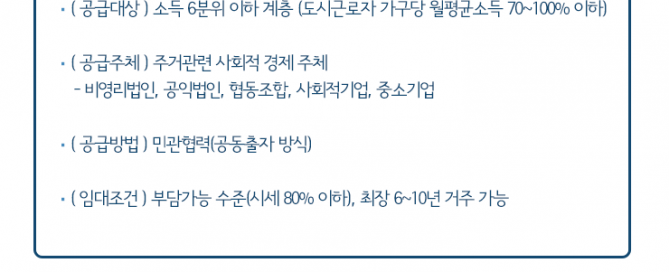 • ( 공급대상 ) 소득 6분위 이하 계층 (도시근로자 가구당 월평균소득 70~100% 이하)
• ( 공급주체 ) 주거관련 사회적 경제 주체
- 비영리법인, 공익법인, 협동조합, 사회적기업, 중소기업
• ( 공급방법 ) 민관협력(공동출자 방식)
• ( 임대조건 ) 부담가능 수준(시세 80% 이하), 최장 6~10년 거주 가능